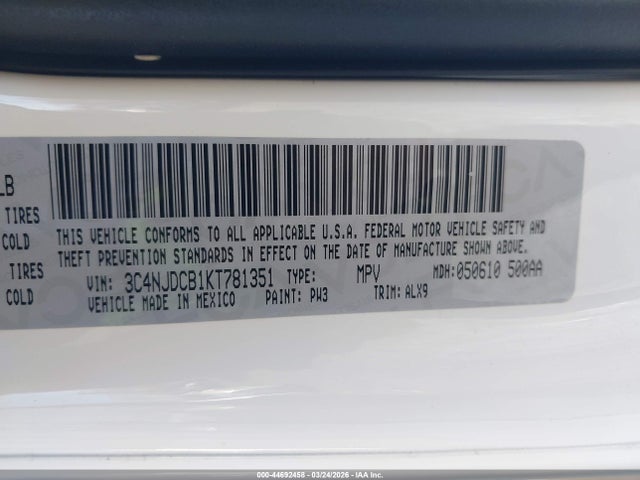 LB
TIRES
COLD
TIRES
COLD
THIS VEHICLE CONFORMS TO ALL APPLICABLE U.S.A. FEDERAL MOTOR VEHICLE SAFETY AND
THEFT PREVENTION STANDARDS IN EFFECT ON THE DATE OF MANUFACTURE SHOWN ABOVE.
VIN: 3C4NJDCB1KT781351 TYPE: MPV MDH:050610 500AA
VEHICLE MADE IN MEXICO PAINT: PW3 TRIM:ALX9
000-44692458 - 03/24/2026 - IAA Inc.